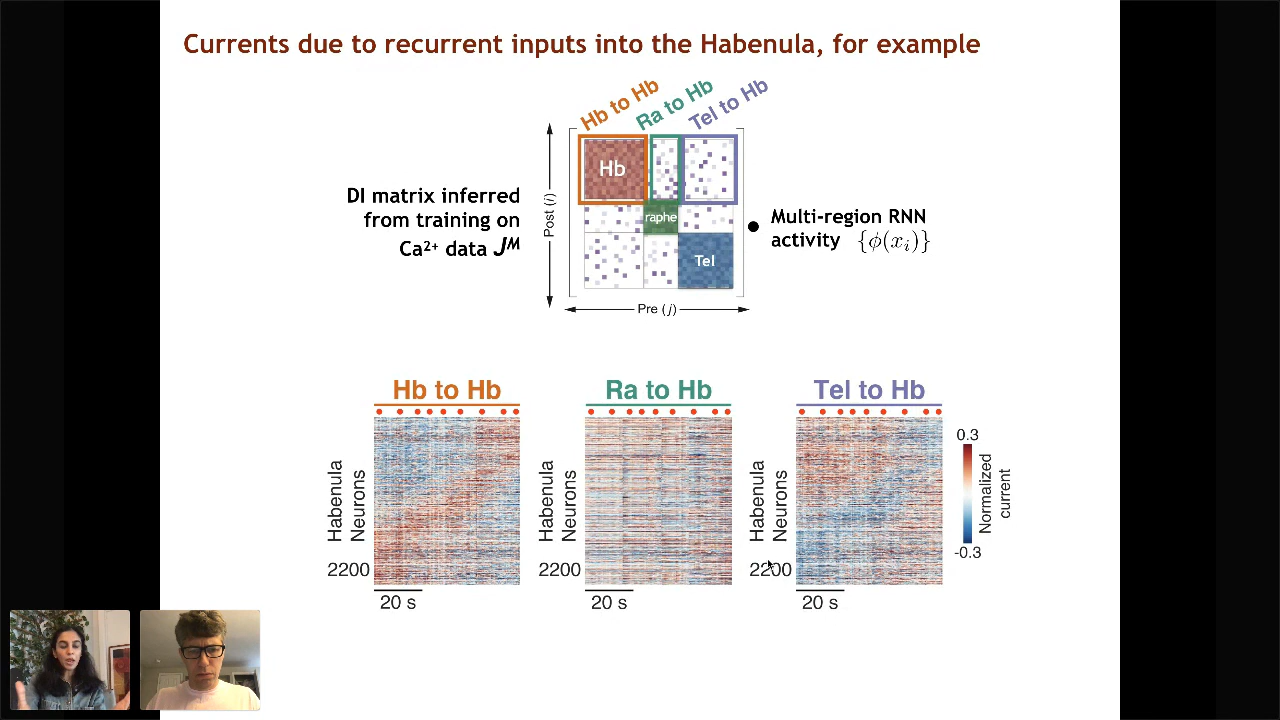 Currents due to recurrent inputs into the Habenula, for example
Hb to Hb
Ra to Hb
Tel to Hb
DI matrix inferred
from training on
Ca²⁺ data Jᴹ
Post (i)
Hb
raphe
Tel
Pre (j)
Multi-region RNN
activity {ϕ(xᵢ)}
Hb to Hb
Habenula
Neurons
2200
20 s
Ra to Hb
Habenula
Neurons
2200
20 s
Tel to Hb
Habenula
Neurons
2200
20 s
0.3
Normalized
current
-0.3